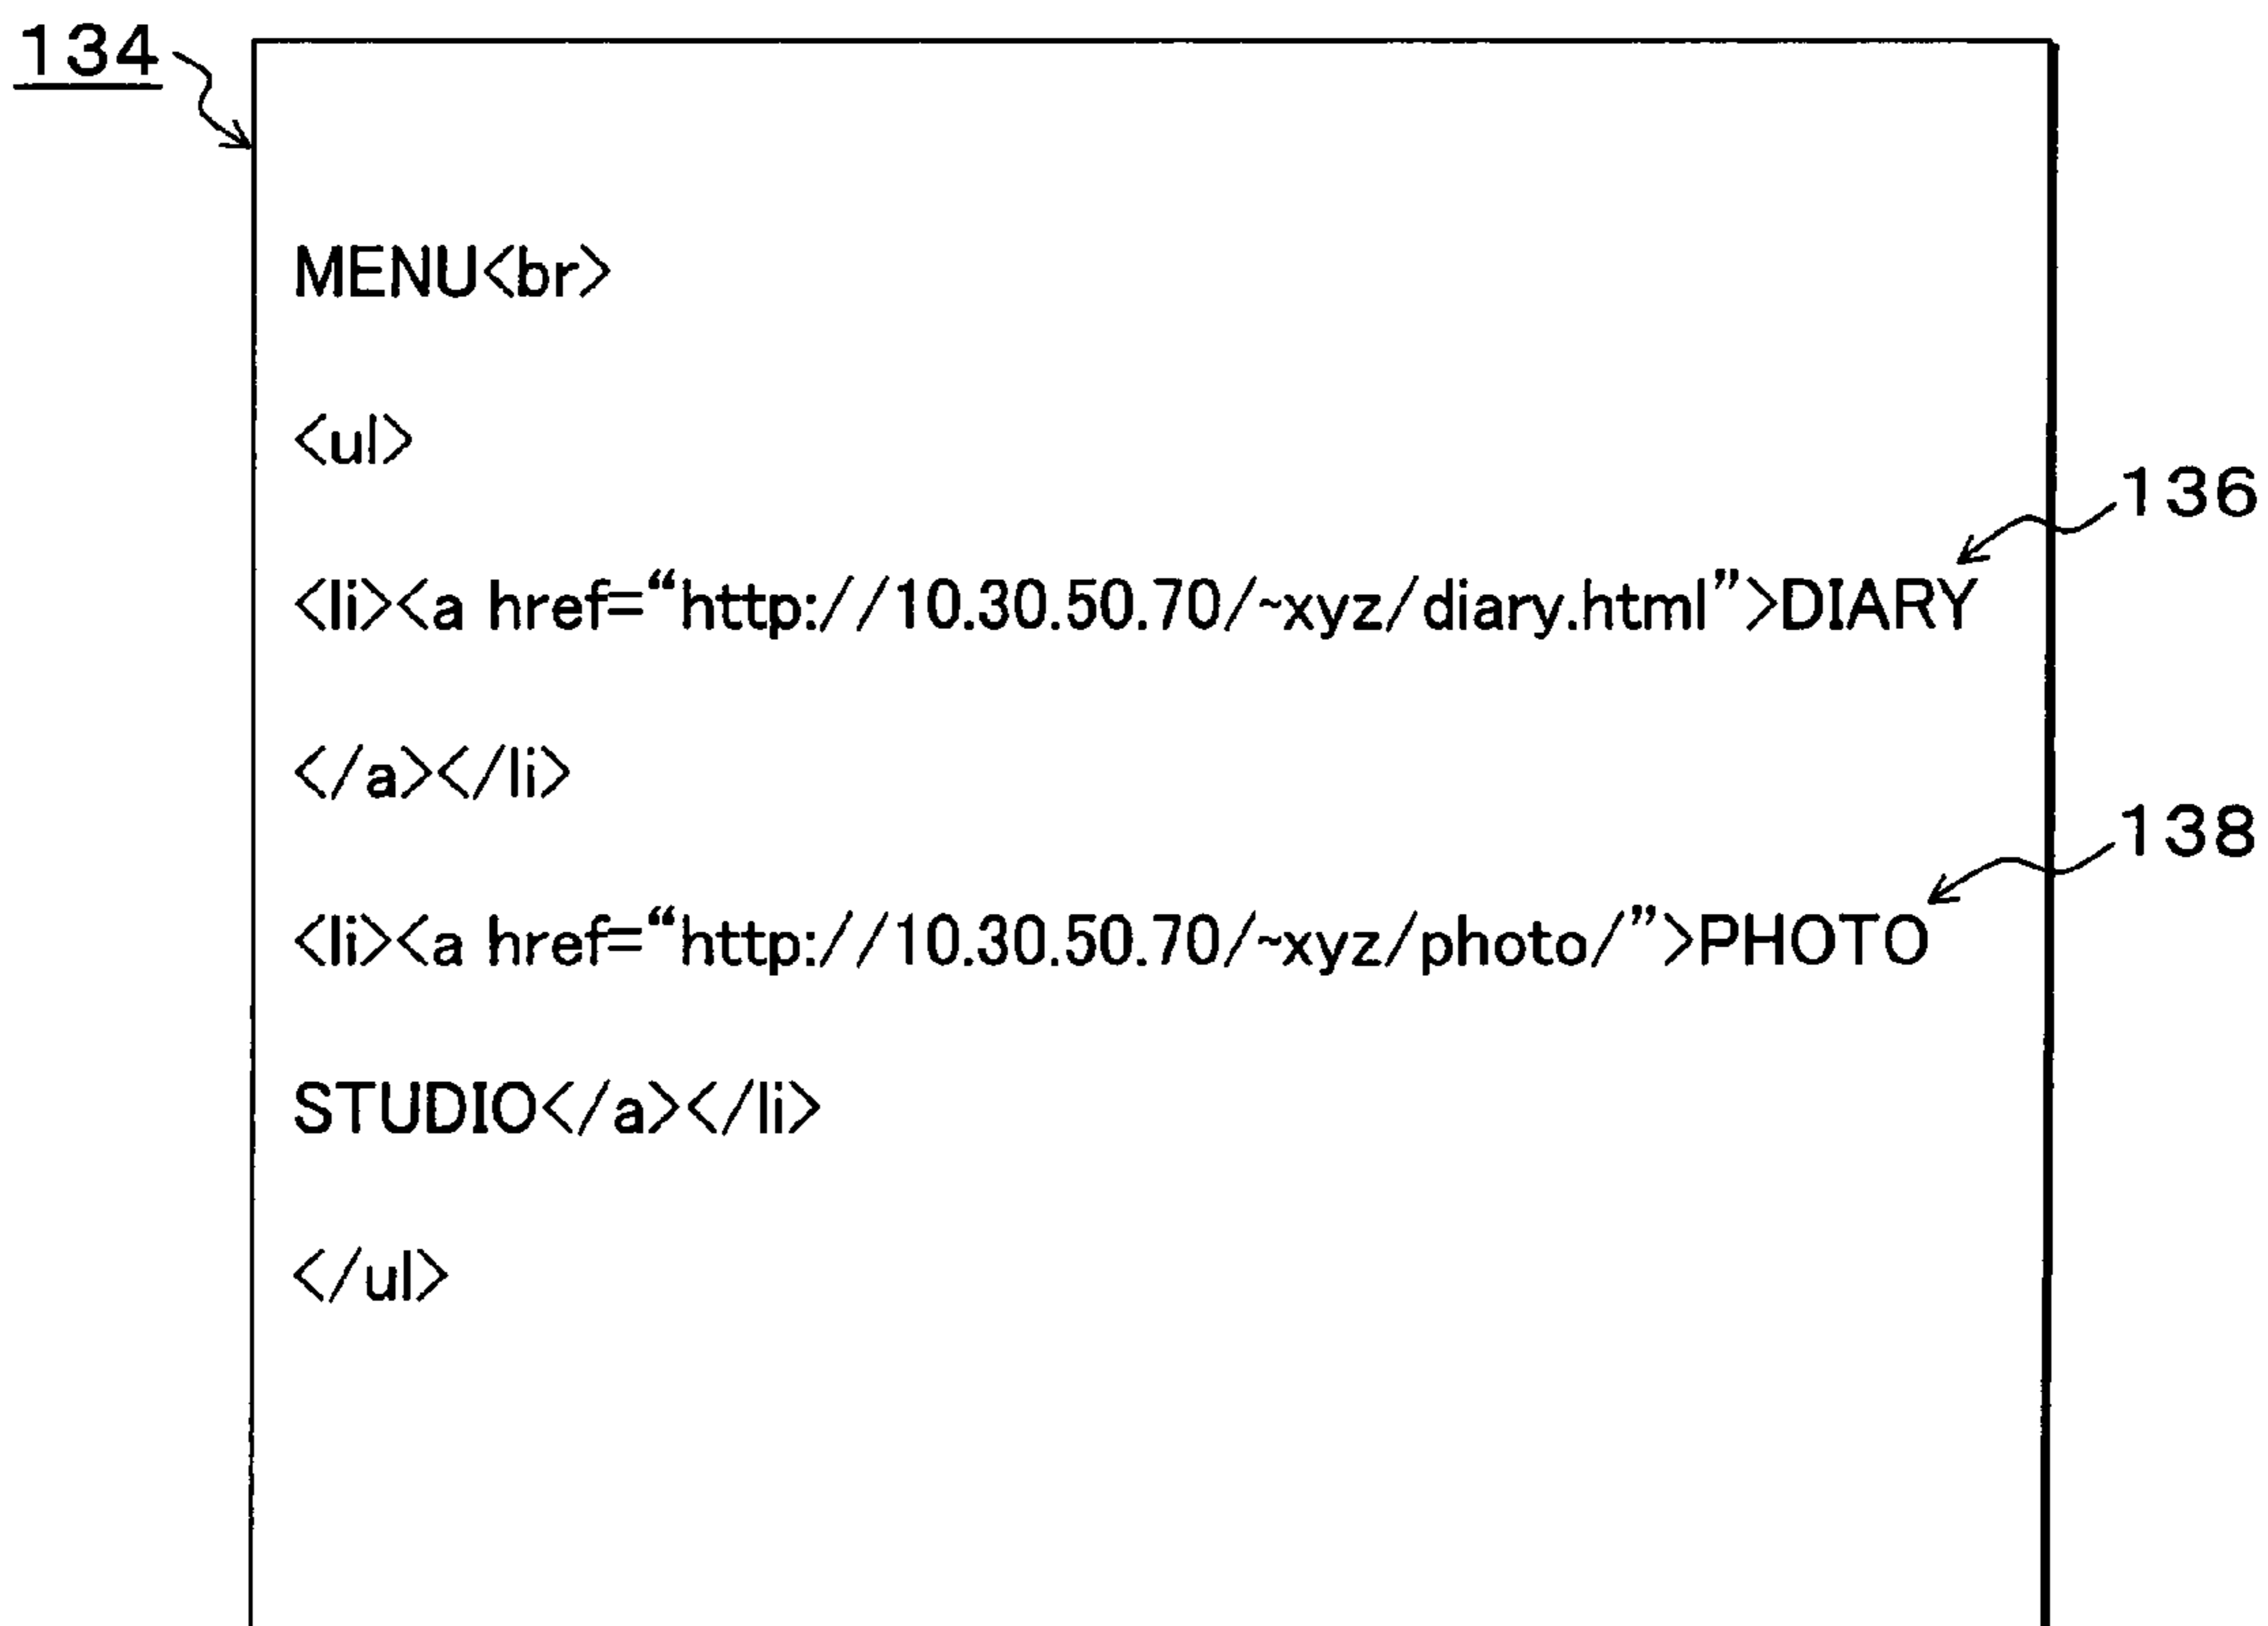 134
MENU<br>
<ul>
136
<li><a href=“http://10.30.50.70/~xyz/diary.html”>DIARY
</a></li>
138
<li><a href=“http://10.30.50.70/~xyz/photo/”>PHOTO
STUDIO</a></li>
</ul>